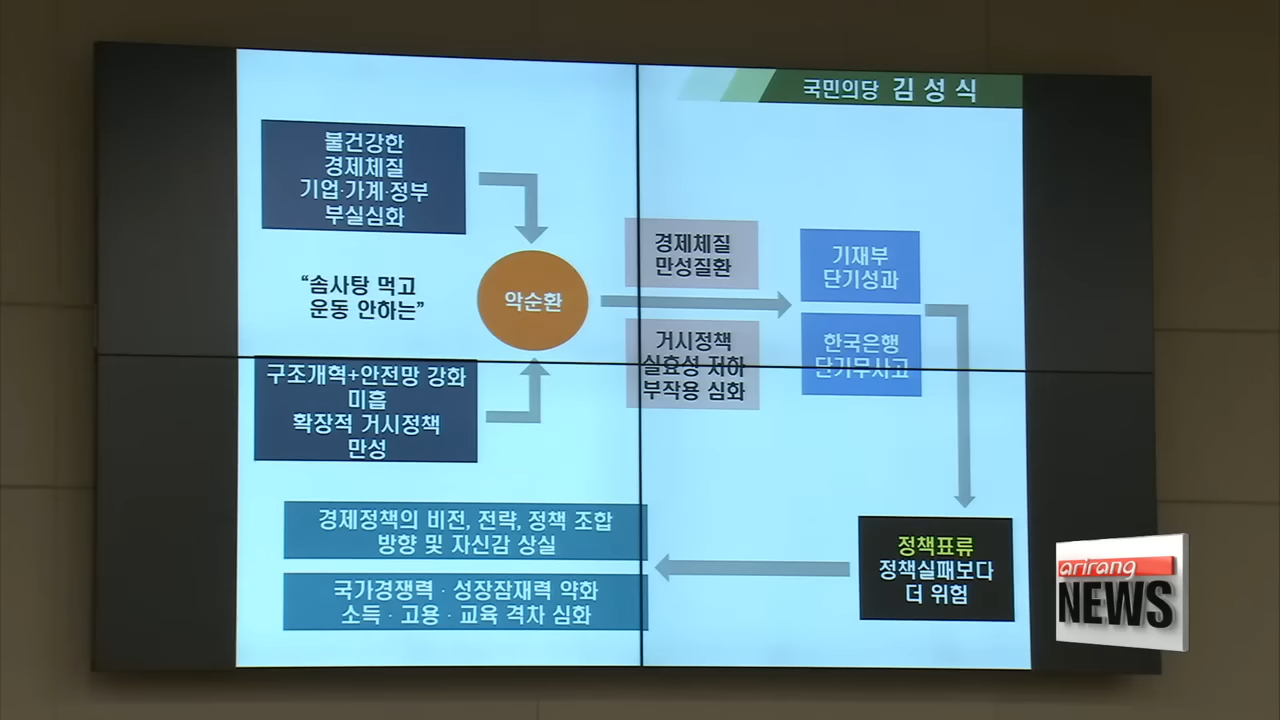 국민의당 김성식
불건강한
경제체질
기업·가계·정부
부실심화
“솜사탕 먹고
운동 안하는”
악순환
구조개혁+안전망 강화
미흡
확장적 거시정책
만성
경제체질
만성질환
거시정책
실효성 저하
부작용 심화
기재부
단기성과
한국은행
단기무사고
정책표류
정책실패보다
더 위험
경제정책의 비전, 전략, 정책 조합
방향 및 자신감 상실
국가경쟁력 · 성장잠재력 약화
소득 · 고용 · 교육 격차 심화
arirang
NEWS